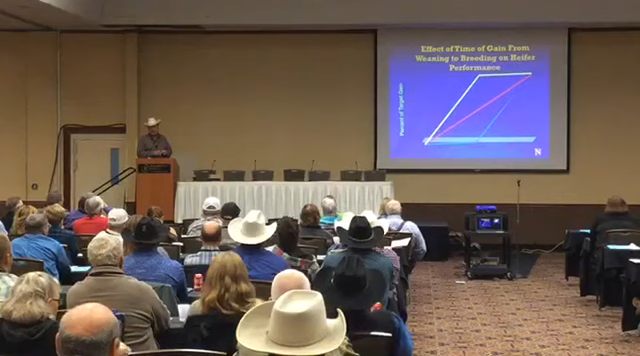 Effect of Time of Gain From
Weaning to Breeding on Heifer
Performance
Percent of Target Gain
N